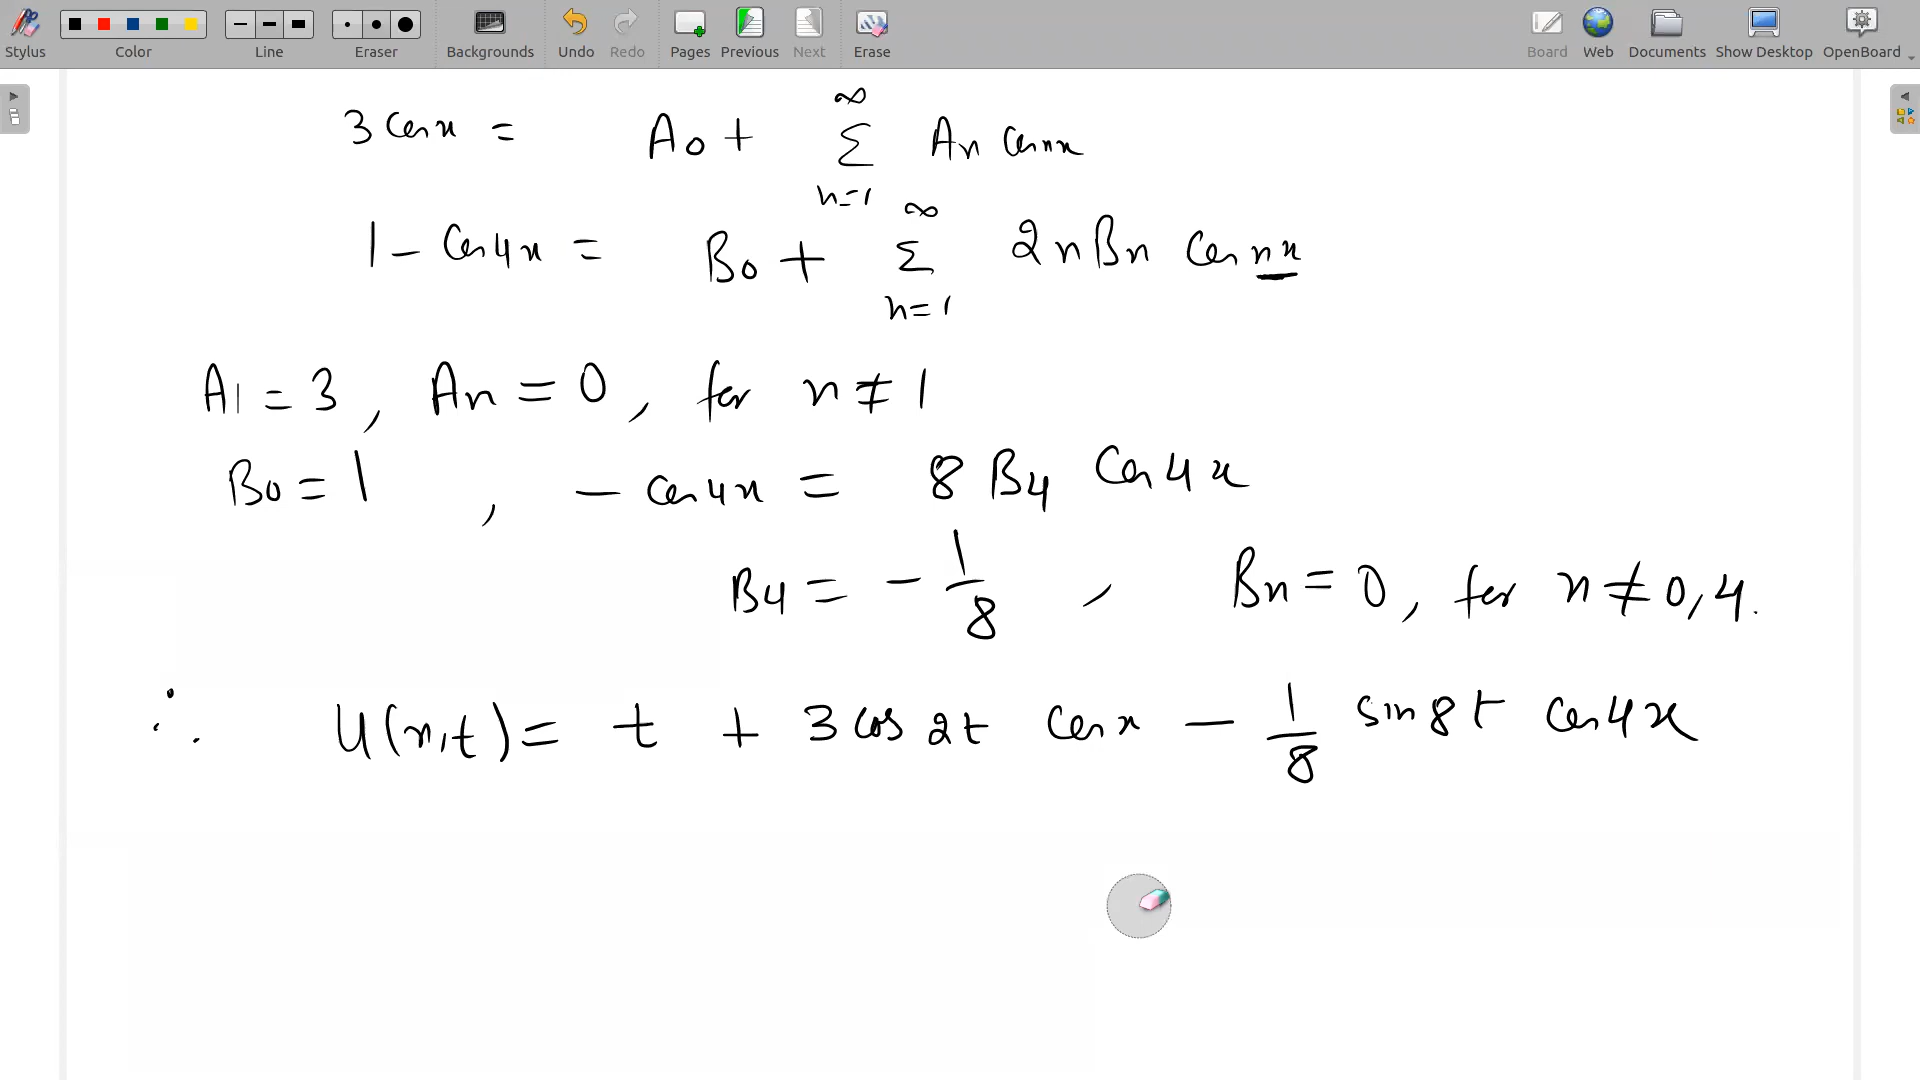 Stylus Color Line Eraser Backgrounds Undo Redo Pages Previous Next Erase Board Web Documents Show Desktop OpenBoard
3 cos x = A0 + ∞ Σ n=1 An cos nx
1 - cos 4x = B0 + ∞ Σ n=1 2n Bn cos nx
A1 = 3, An = 0, for n ≠ 1
B0 = 1, - cos 4x = 8 B4 cos 4x
B4 = - 1/8, Bn = 0, for n ≠ 0, 4.
∴ u(x,t) = t + 3 cos 2t cos x - 1/8 sin 8t cos 4x